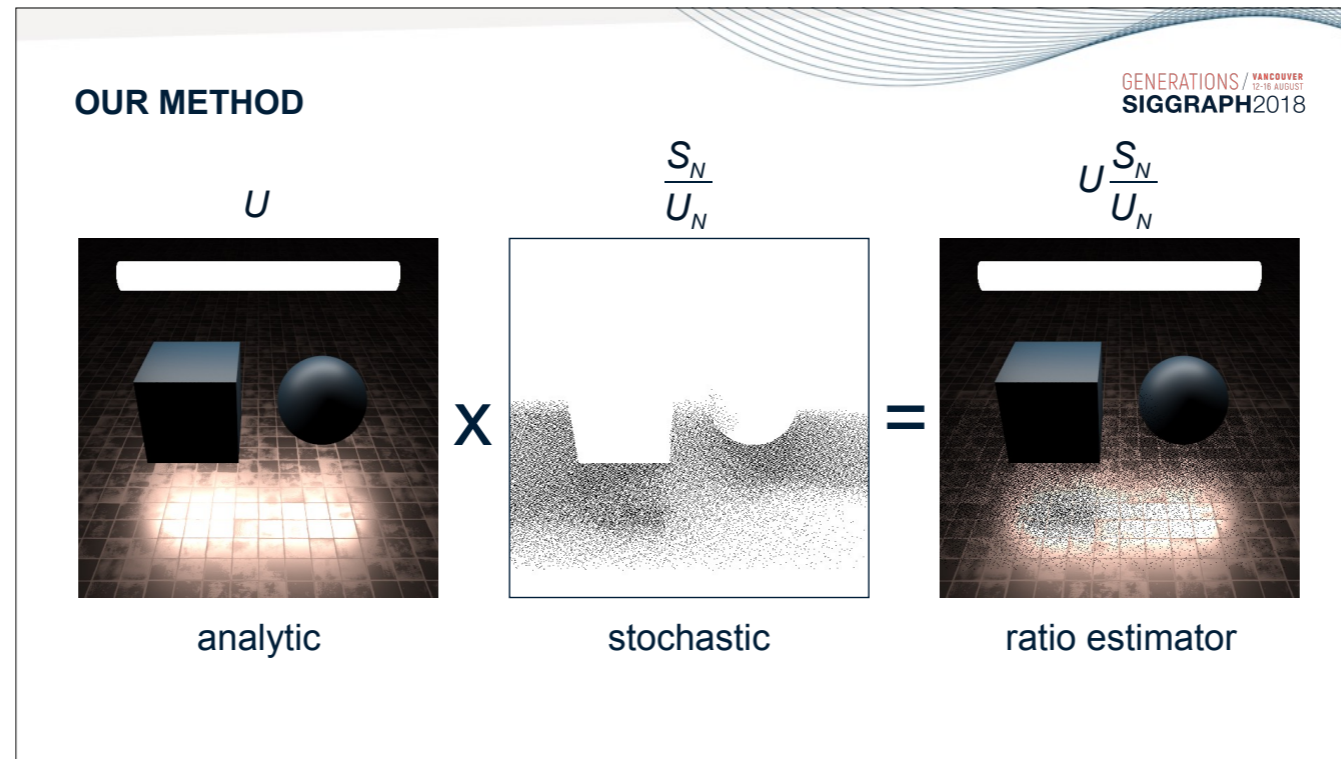 OUR METHOD
GENERATIONS / VANCOUVER 12-16 AUGUST
SIGGRAPH2018
U
S_N
U_N
U S_N
U_N
x
=
analytic
stochastic
ratio estimator